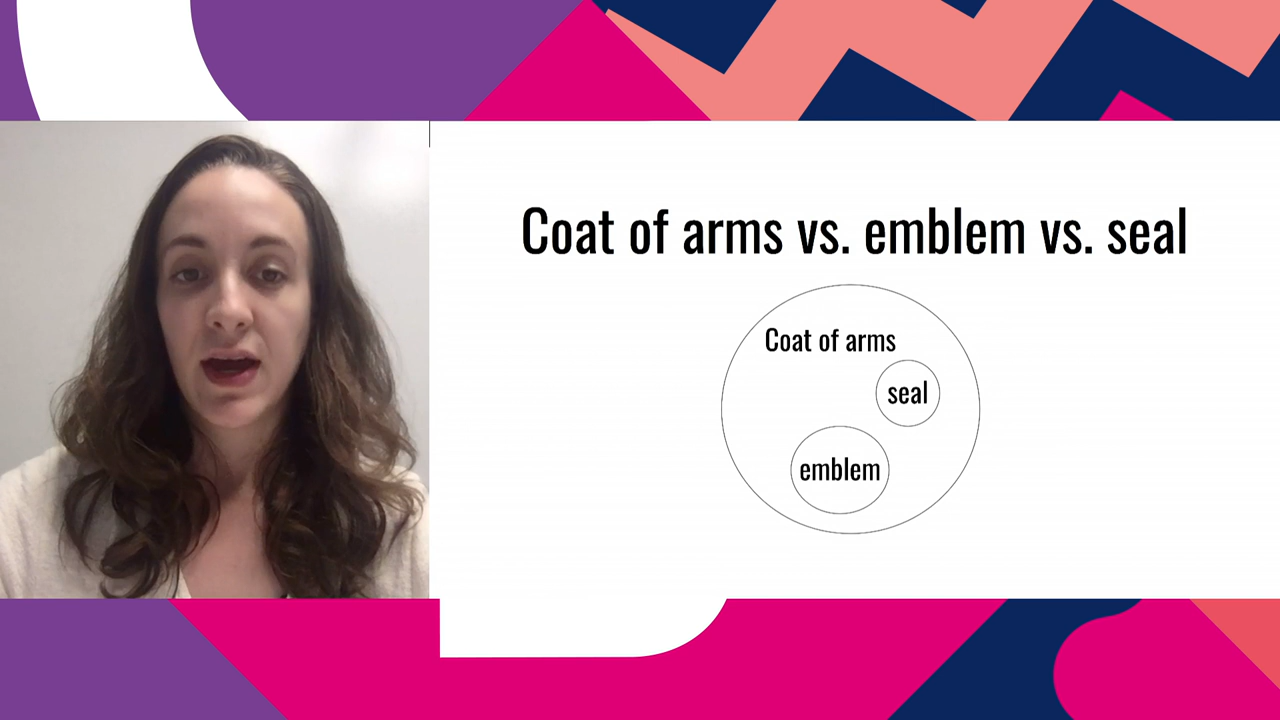 Coat of arms vs. emblem vs. seal
Coat of arms
seal
emblem